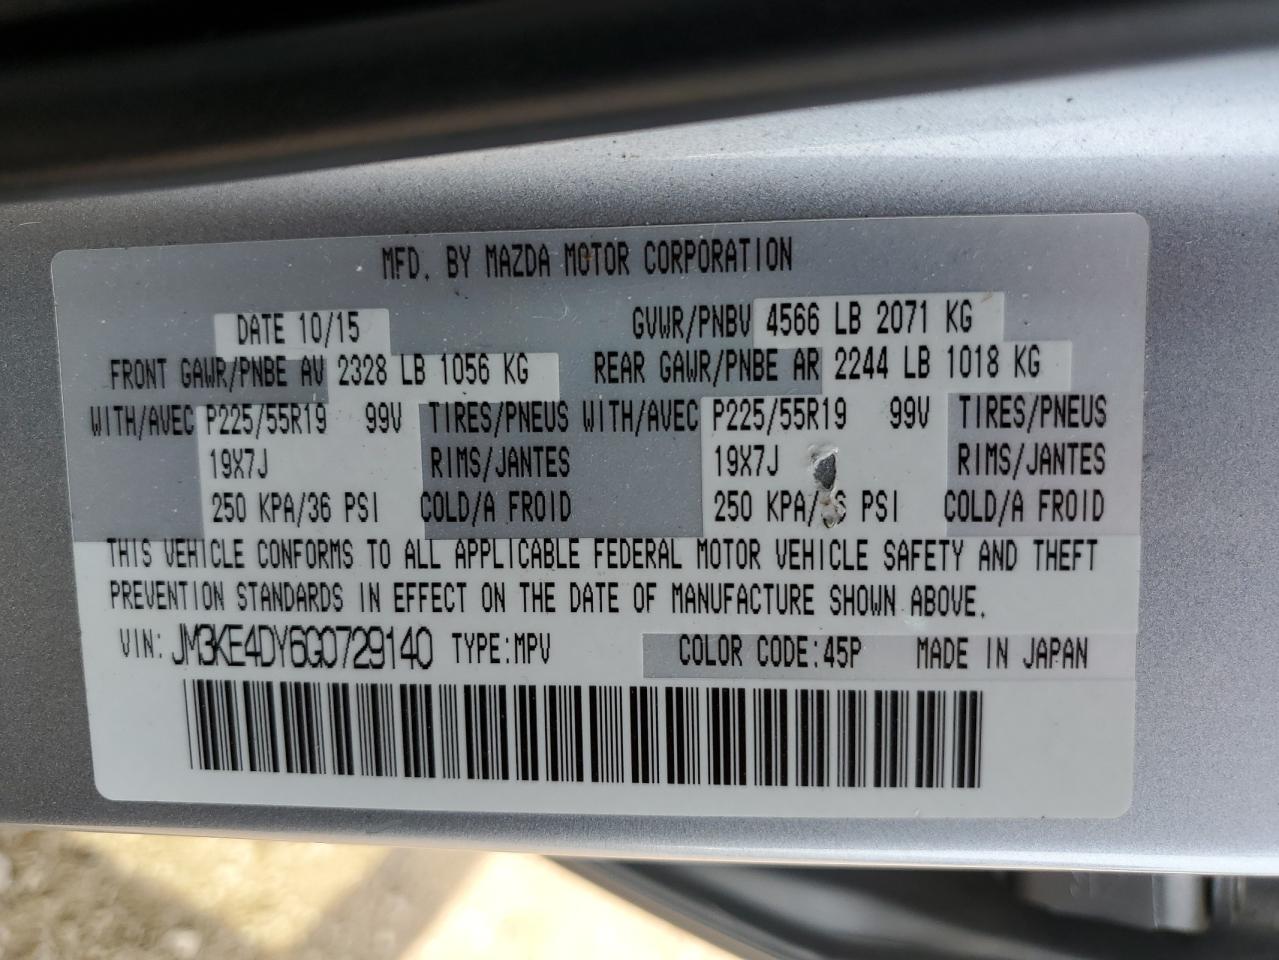 MFD. BY MAZDA MOTOR CORPORATION
DATE 10/15 GVWR/PNBV 4566 LB 2071 KG
FRONT GAWR/PNBE AV 2328 LB 1056 KG REAR GAWR/PNBE AR 2244 LB 1018 KG
WITH/AVEC P225/55R19 99V TIRES/PNEUS WITH/AVEC P225/55R19 99V TIRES/PNEUS
19X7J RIMS/JANTES 19X7J RIMS/JANTES
250 KPA/36 PSI COLD/A FROID 250 KPA/ PSI COLD/A FROID
THIS VEHICLE CONFORMS TO ALL APPLICABLE FEDERAL MOTOR VEHICLE SAFETY AND THEFT
PREVENTION STANDARDS IN EFFECT ON THE DATE OF MANUFACTURE SHOWN ABOVE.
VIN: JM3KE4DY6G0729140 TYPE:MPV COLOR CODE:45P MADE IN JAPAN